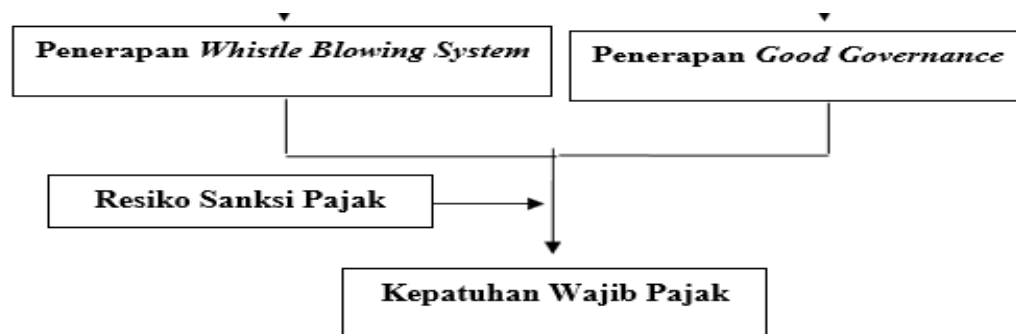 Penerapan Whistle Blowing System
Penerapan Good Governance
Resiko Sanksi Pajak
Kepatuhan Wajib Pajak